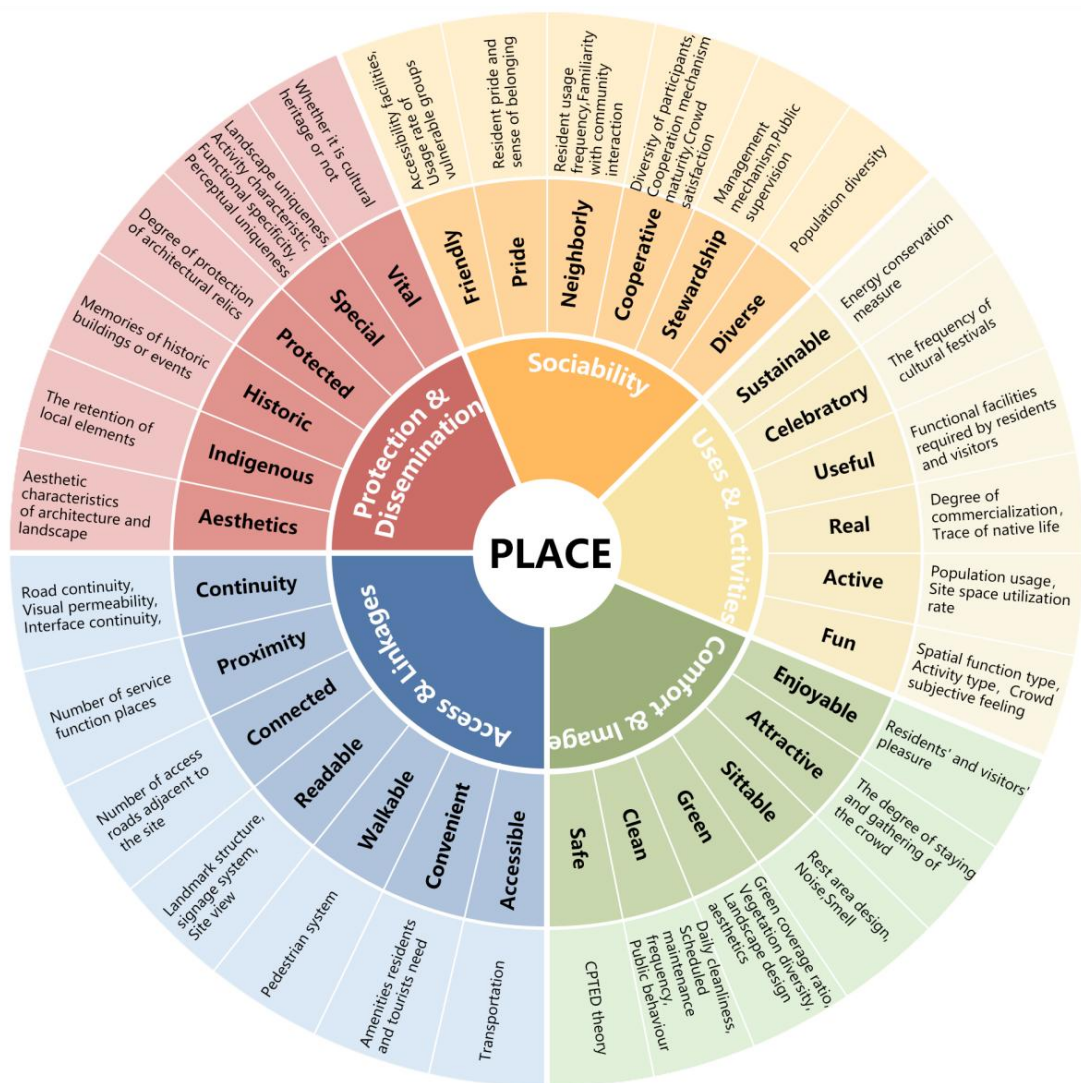 PLACE
Sociability
Friendly
Accessibility facilities,
Usage rate of
vulnerable groups
Pride
Resident pride and
sense of belonging
Neighborly
Resident usage
frequency,Familiarity
with community
interaction
Cooperative
Diversity of participants,
Cooperation mechanism
maturity,Crowd
satisfaction
Stewardship
Management
mechanism,Public
supervision
Diverse
Population diversity
Uses & Activities
Sustainable
Energy conservation
measure
Celebratory
The frequency of
cultural festivals
Useful
Functional facilities
required by residents
and visitors
Real
Degree of
commercialization,
Trace of native life
Active
Population usage,
Site space utilization
rate
Fun
Spatial function type,
Activity type, Crowd
subjective feeling
Comfort & Image
Enjoyable
Residents' and visitors'
pleasure
Attractive
The degree of staying
and gathering of
the crowd
Sittable
Rest area design,
Noise,Smell
Green
Green coverage ratio,
Vegetation diversity,
Landscape design
aesthetics
Clean
Daily cleanliness,
Scheduled
maintenance
frequency,
Public behaviour
Safe
CPTED theory
Access & Linkages
Accessible
Transportation
Convenient
Amenities residents
and tourists need
Walkable
Pedestrian system
Readable
Landmark structure,
signage system,
Site view
Connected
Number of access
roads adjacent to
the site
Proximity
Number of service
function places
Continuity
Road continuity,
Visual permeability,
Interface continuity,
Protection &
Dissemination
Aesthetics
Aesthetic
characteristics
of architecture and
landscape
Indigenous
The retention of
local elements
Historic
Memories of historic
buildings or events
Protected
Degree of protection
of architectural relics
Special
Landscape uniqueness,
Activity characteristic,
Functional specificity,
Perceptual uniqueness
Vital
Whether it is cultural
heritage or not